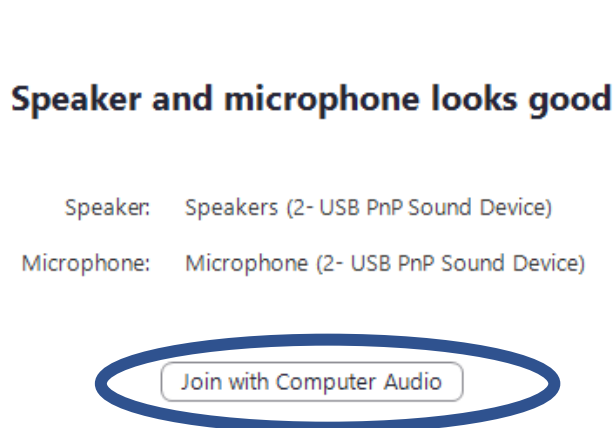 Speaker and microphone looks good
Speaker: Speakers (2- USB PnP Sound Device)
Microphone: Microphone (2- USB PnP Sound Device)
Join with Computer Audio